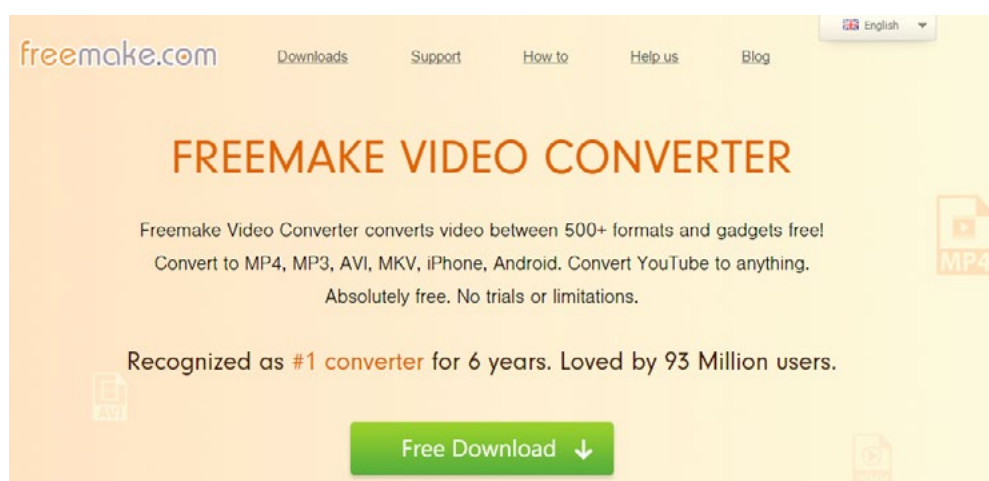 English
freemake.com
Downloads Support How to Help us Blog
FREEMAKE VIDEO CONVERTER
Freemake Video Converter converts video between 500+ formats and gadgets free!
Convert to MP4, MP3, AVI, MKV, iPhone, Android. Convert YouTube to anything.
Absolutely free. No trials or limitations.
MP4
Recognized as #1 converter for 6 years. Loved by 93 Million users.
AVI
Free Download